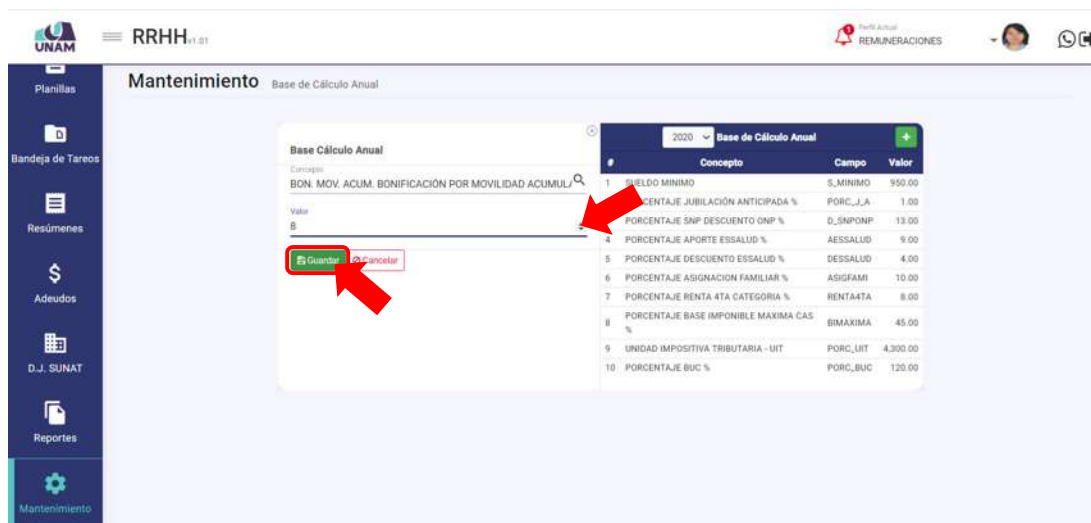 UNAM
RRHH v1.01
9
Perfil Actual
REMUNERACIONES
Planillas
Bandeja de Tareos
Resúmenes
Adeudos
D.J. SUNAT
Reportes
Mantenimiento
Mantenimiento Base de Cálculo Anual
Base Cálculo Anual
Concepto
BON. MOV. ACUM. BONIFICACIÓN POR MOVILIDAD ACUMUL
Valor
8
Guardar Cancelar
2020 Base de Cálculo Anual +
# Concepto Campo Valor
1 SUELDO MINIMO S_MINIMO 950.00
JUBILACIÓN ANTICIPADA % PORC_J_A 1.00
PORCENTAJE SNP DESCUENTO ONP % D_SNPONP 13.00
4 PORCENTAJE APORTE ESSALUD % AESSALUD 9.00
5 PORCENTAJE DESCUENTO ESSALUD % DESSALUD 4.00
6 PORCENTAJE ASIGNACION FAMILIAR % ASIGFAMI 10.00
7 PORCENTAJE RENTA 4TA CATEGORIA % RENTA4TA 8.00
8 PORCENTAJE BASE IMPONIBLE MAXIMA CAS % BIMAXIMA 45.00
9 UNIDAD IMPOSITIVA TRIBUTARIA - UIT PORC_UIT 4,300.00
10 PORCENTAJE BUC % PORC_BUC 120.00